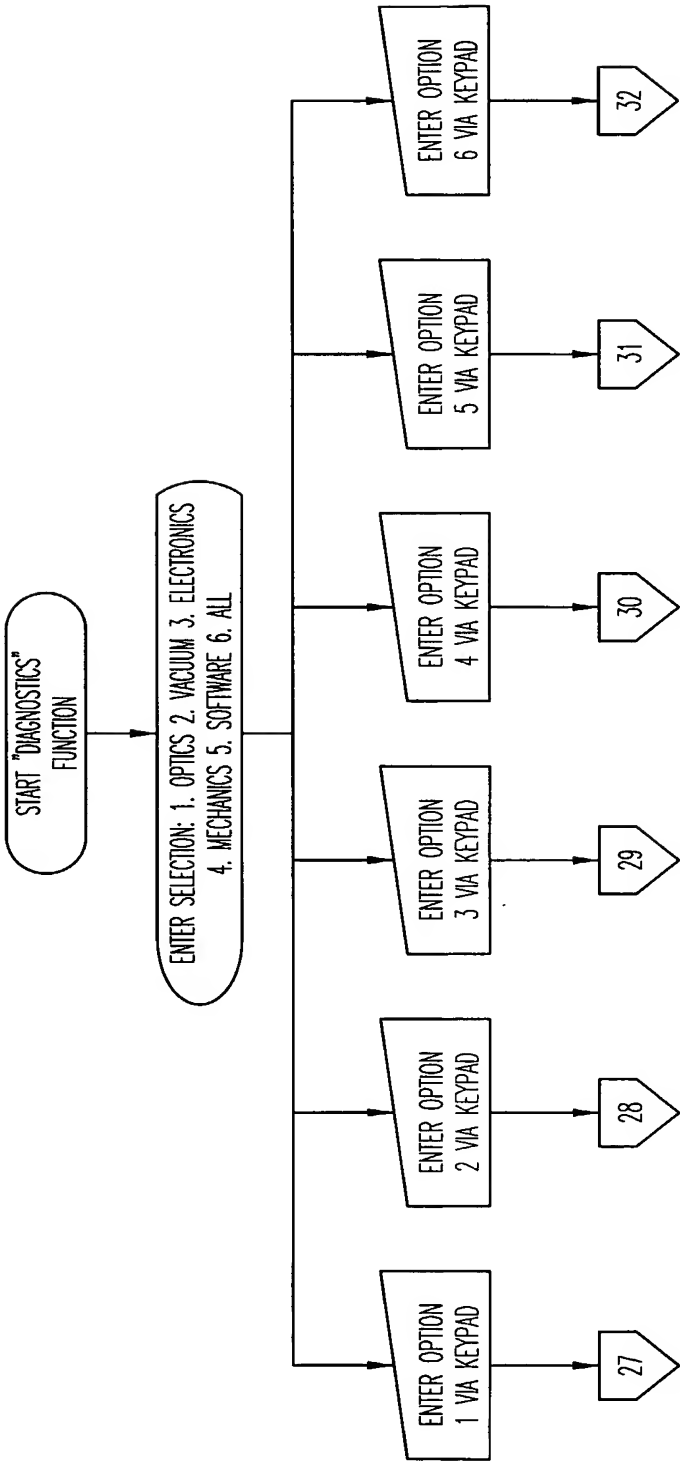 START "DIAGNOSTICS"
FUNCTION
ENTER SELECTION: 1. OPTICS 2. VACUUM 3. ELECTRONICS
4. MECHANICS 5. SOFTWARE 6. ALL
ENTER OPTION
1 VIA KEYPAD
ENTER OPTION
2 VIA KEYPAD
ENTER OPTION
3 VIA KEYPAD
ENTER OPTION
4 VIA KEYPAD
ENTER OPTION
5 VIA KEYPAD
ENTER OPTION
6 VIA KEYPAD
27
28
29
30
31
32